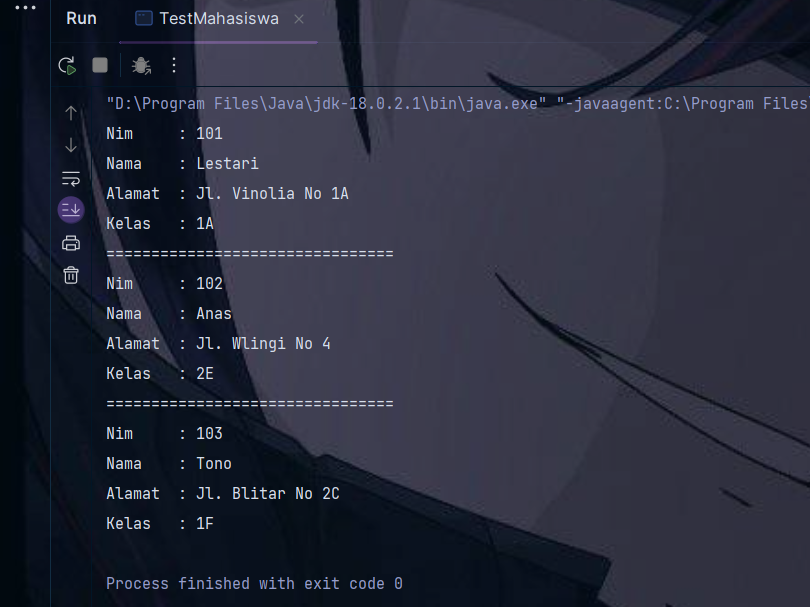 Run TestMahasiswa
"D:\Program Files\Java\jdk-18.0.2.1\bin\java.exe" "-javaagent:C:\Program Files\
Nim     : 101
Nama    : Lestari
Alamat  : Jl. Vinolia No 1A
Kelas   : 1A
================================
Nim     : 102
Nama    : Anas
Alamat  : Jl. Wlingi No 4
Kelas   : 2E
================================
Nim     : 103
Nama    : Tono
Alamat  : Jl. Blitar No 2C
Kelas   : 1F
Process finished with exit code 0